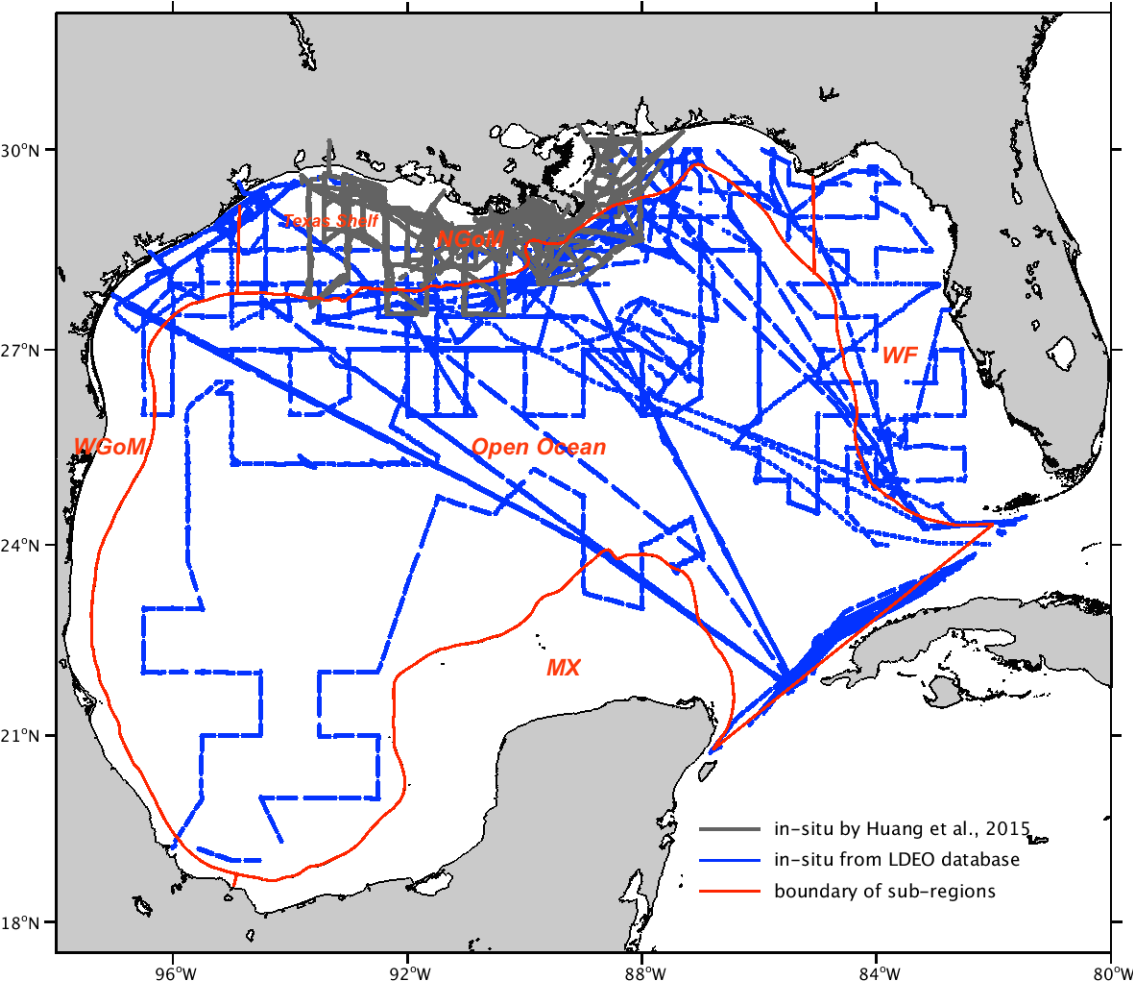 30°N
Texas Shelf
NGoM
27°N
WF
WGoM
Open Ocean
24°N
MX
21°N
in-situ by Huang et al., 2015
in-situ from LDEO database
boundary of sub-regions
18°N
96°W 92°W 88°W 84°W 80°W